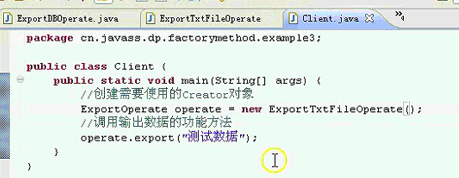 ExportDBOperate.java ExportTxtFileOperate Client.java
package cn.javass.dp.factorymethod.example3;
public class Client {
public static void main(String[] args) {
//创建需要使用的Creator对象
ExportOperate operate = new ExportTxtFileOperate();
//调用输出数据的功能方法
operate.export("测试数据");
}
}